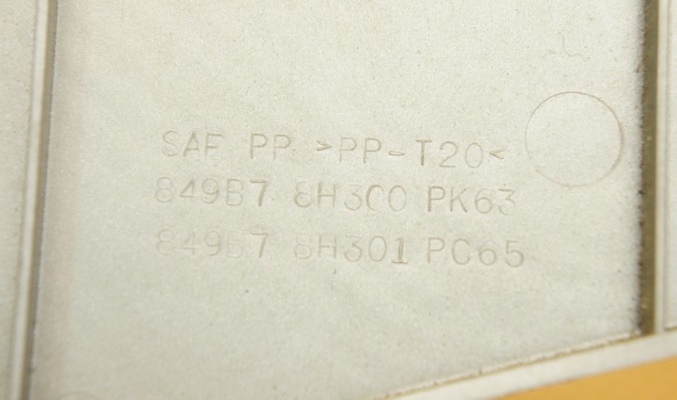 SAE PP >PP-T20<
849B7 8H300 PK63
849B7 8H301 PC65